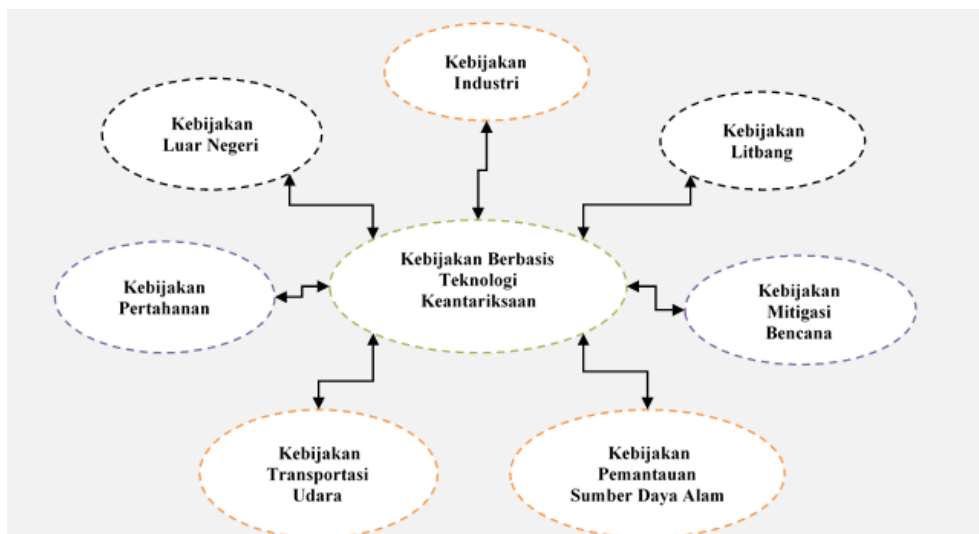 Kebijakan
Industri
Kebijakan
Luar Negeri
Kebijakan
Litbang
Kebijakan Berbasis
Teknologi
Keantariksaan
Kebijakan
Pertahanan
Kebijakan
Mitigasi
Bencana
Kebijakan
Transportasi
Udara
Kebijakan
Pemantauan
Sumber Daya Alam